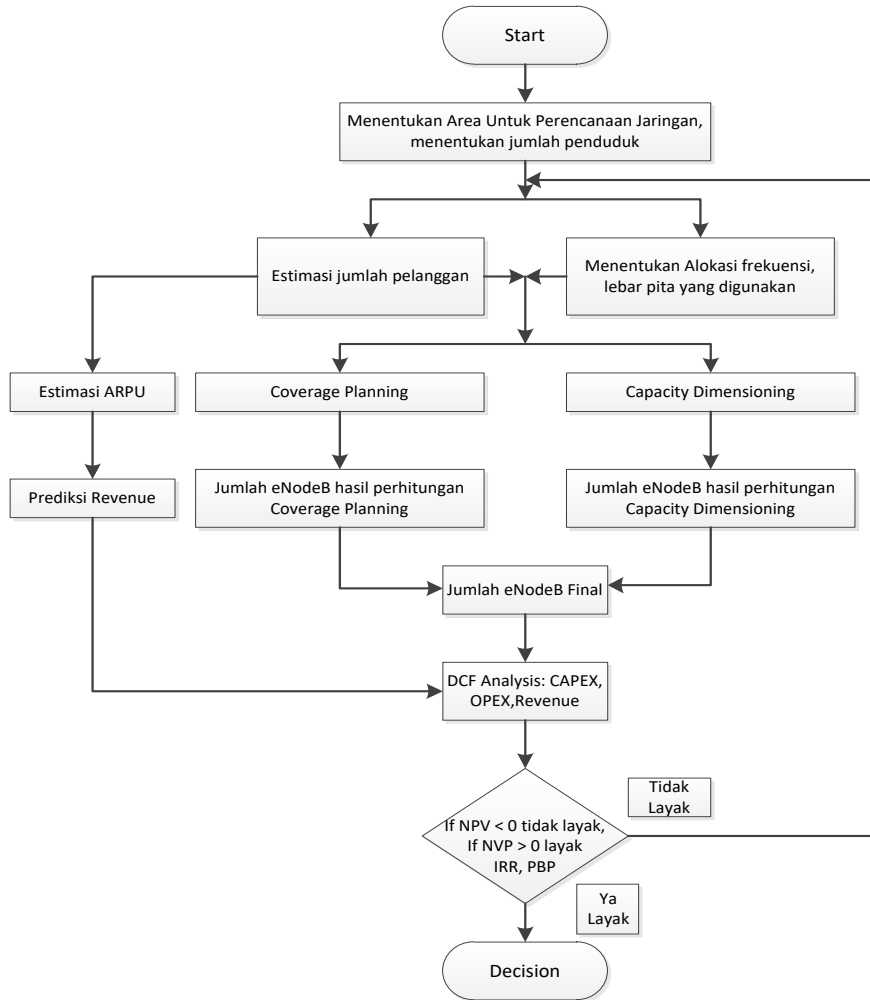 Start
Menentukan Area Untuk Perencanaan Jaringan,
menentukan jumlah penduduk
Estimasi jumlah pelanggan
Menentukan Alokasi frekuensi,
lebar pita yang digunakan
Estimasi ARPU
Coverage Planning
Capacity Dimensioning
Prediksi Revenue
Jumlah eNodeB hasil perhitungan
Coverage Planning
Jumlah eNodeB hasil perhitungan
Capacity Dimensioning
Jumlah eNodeB Final
DCF Analysis: CAPEX,
OPEX,Revenue
Tidak
Layak
If NPV < 0 tidak layak,
If NVP > 0 layak
IRR, PBP
Ya
Layak
Decision